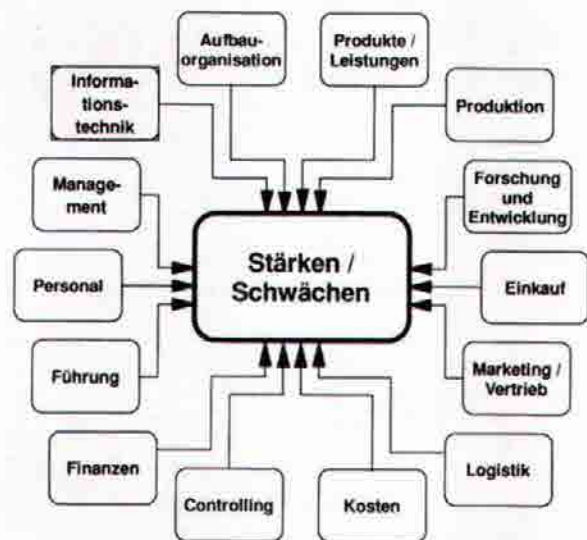 Aufbau-
organisation
Produkte /
Leistungen
Informa-
tions-
technik
Produktion
Manage-
ment
Forschung
und
Entwicklung
Stärken /
Schwächen
Personal
Einkauf
Führung
Marketing /
Vertrieb
Finanzen
Logistik
Controlling
Kosten